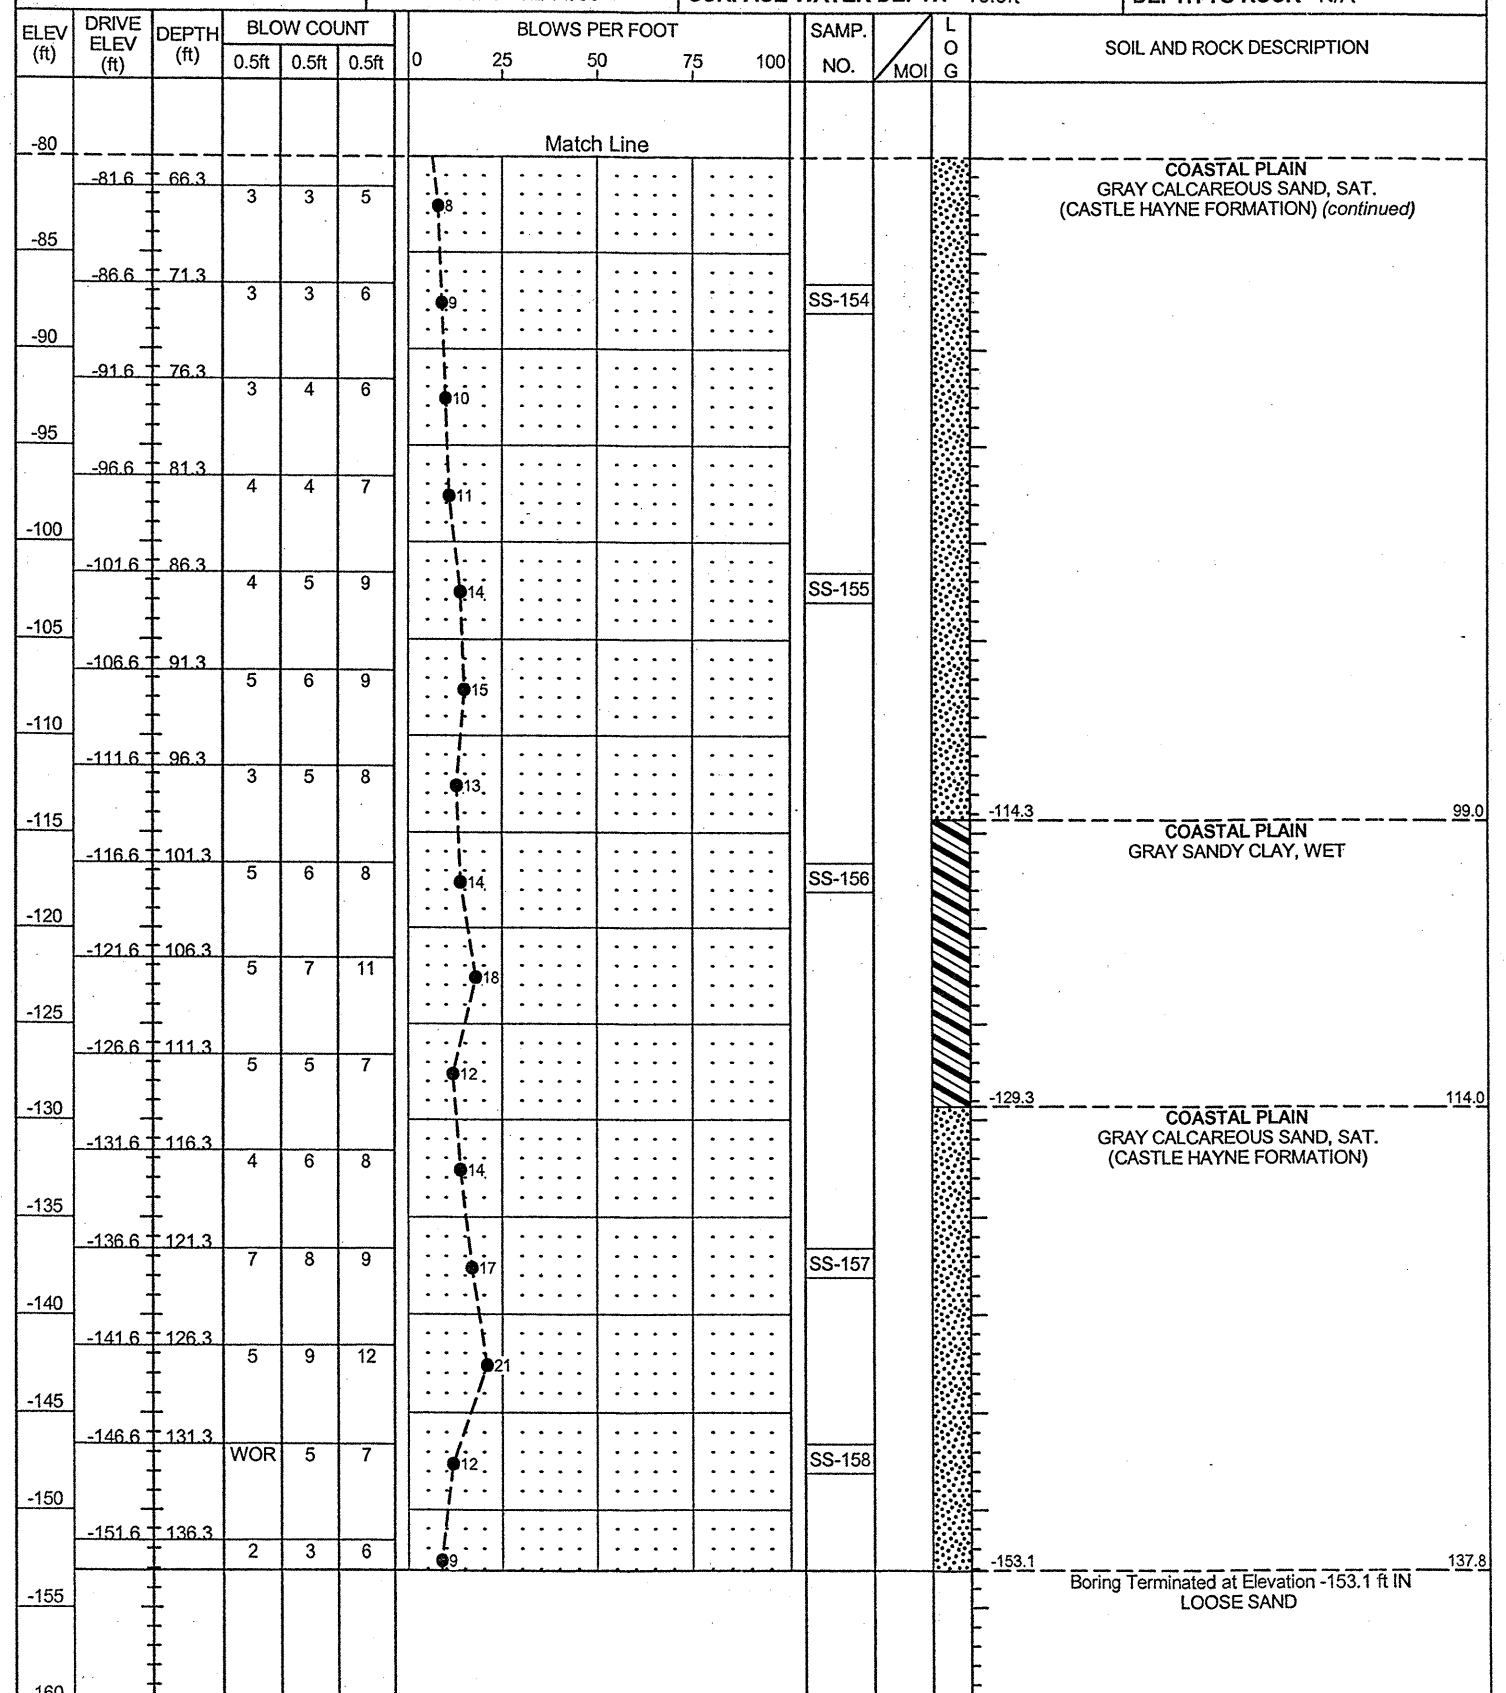 SURFACE WATER DEPTH
DEPTH TO ROCK N/A
ELEV (ft) DRIVE ELEV (ft) DEPTH (ft) BLOW COUNT BLOWS PER FOOT SAMP. NO. MOI LOG SOIL AND ROCK DESCRIPTION
0.5ft 0.5ft 0.5ft 0 25 50 75 100
Match Line
-80
COASTAL PLAIN
-81.6 66.3
3 3 5 8
GRAY CALCAREOUS SAND, SAT.
(CASTLE HAYNE FORMATION) (continued)
-85
-86.6 71.3
3 3 6 9 SS-154
-90
-91.6 76.3
3 4 6 10
-95
-96.6 81.3
4 4 7 11
-100
-101.6 86.3
4 5 9 14 SS-155
-105
-106.6 91.3
5 6 9 15
-110
-111.6 96.3
3 5 8 13
-114.3 99.0
-115
COASTAL PLAIN
GRAY SANDY CLAY, WET
-116.6 101.3
5 6 8 14 SS-156
-120
-121.6 106.3
5 7 11 18
-125
-126.6 111.3
5 5 7 12
-129.3 114.0
-130
COASTAL PLAIN
GRAY CALCAREOUS SAND, SAT.
(CASTLE HAYNE FORMATION)
-131.6 116.3
4 6 8 14
-135
-136.6 121.3
7 8 9 17 SS-157
-140
-141.6 126.3
5 9 12 21
-145
-146.6 131.3
WOR 5 7 12 SS-158
-150
-151.6 136.3
2 3 6 9
-153.1 137.8
Boring Terminated at Elevation -153.1 ft IN
LOOSE SAND
-155